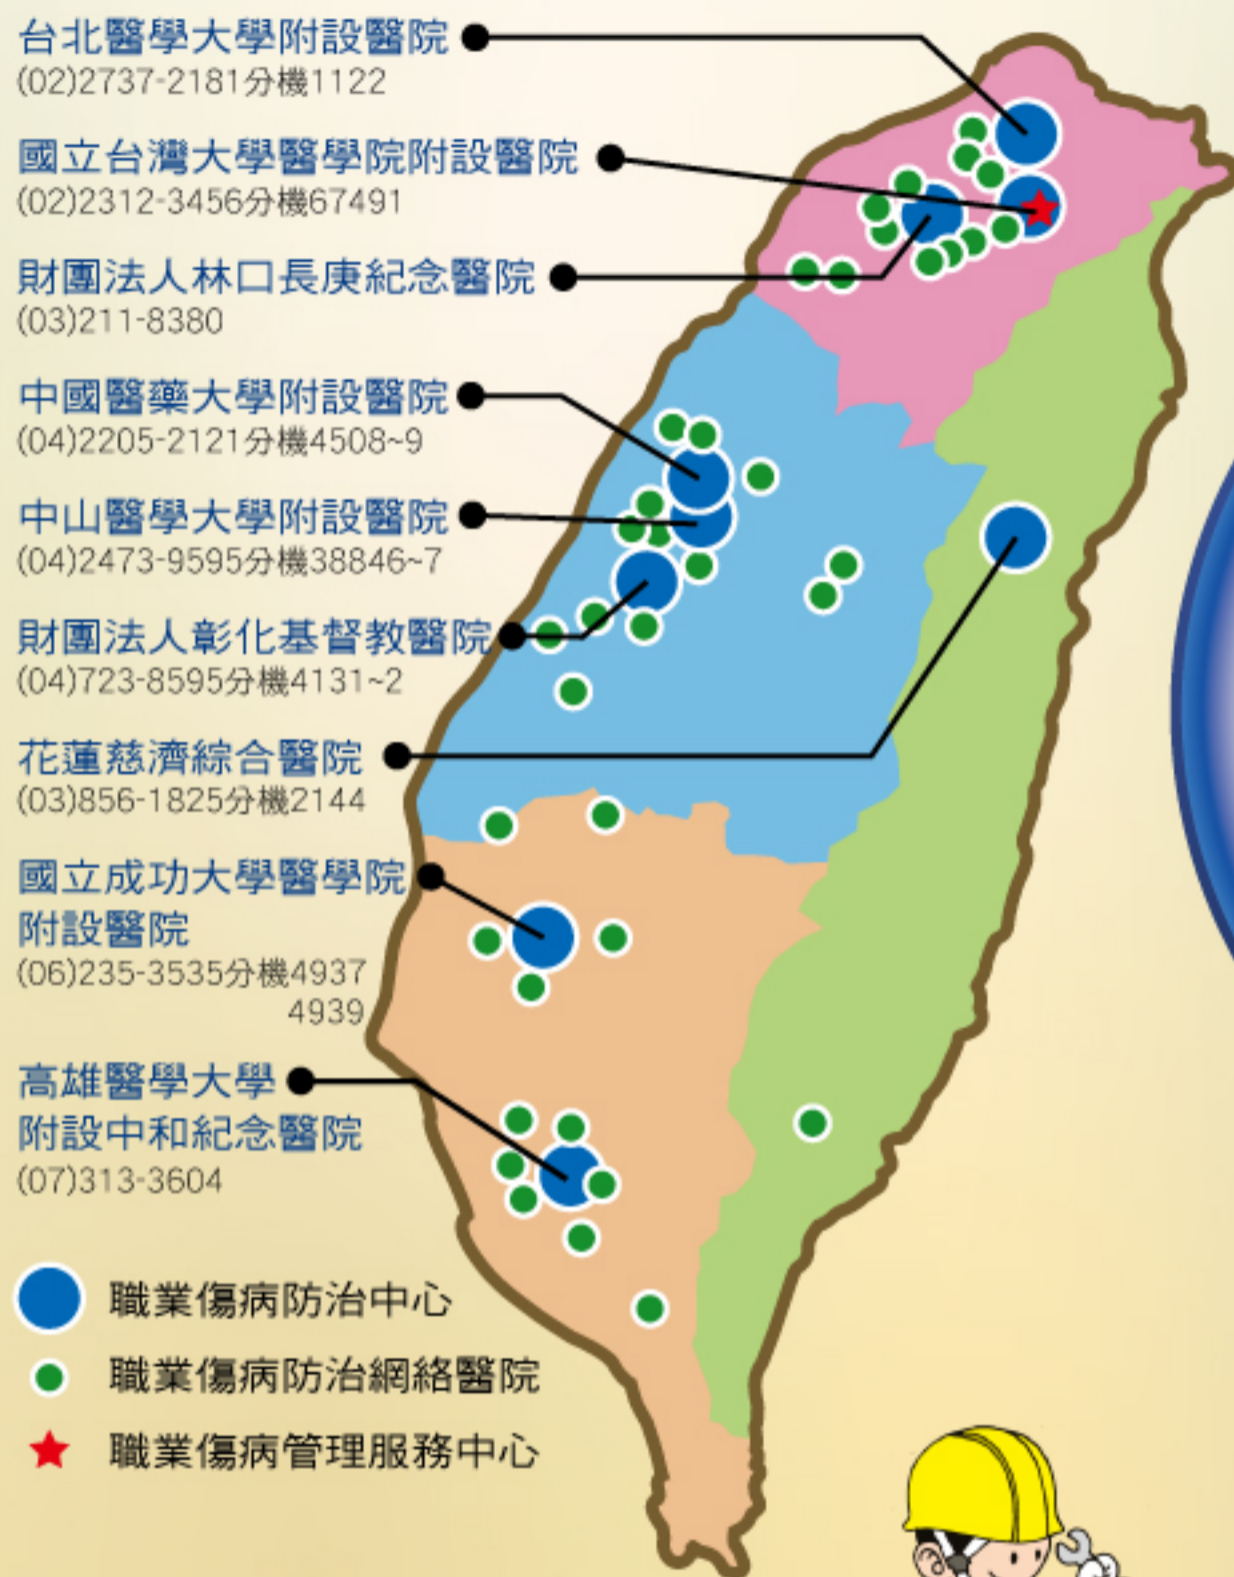 台北醫學大學附設醫院
(02)2737-2181分機1122
國立台灣大學醫學院附設醫院
(02)2312-3456分機67491
財團法人林口長庚紀念醫院
(03)211-8380
中國醫藥大學附設醫院
(04)2205-2121分機4508~9
中山醫學大學附設醫院
(04)2473-9595分機38846~7
財團法人彰化基督教醫院
(04)723-8595分機4131~2
花蓮慈濟綜合醫院
(03)856-1825分機2144
國立成功大學醫學院
附設醫院
(06)235-3535分機4937
4939
高雄醫學大學
附設中和紀念醫院
(07)313-3604
職業傷病防治中心
職業傷病防治網絡醫院
職業傷病管理服務中心